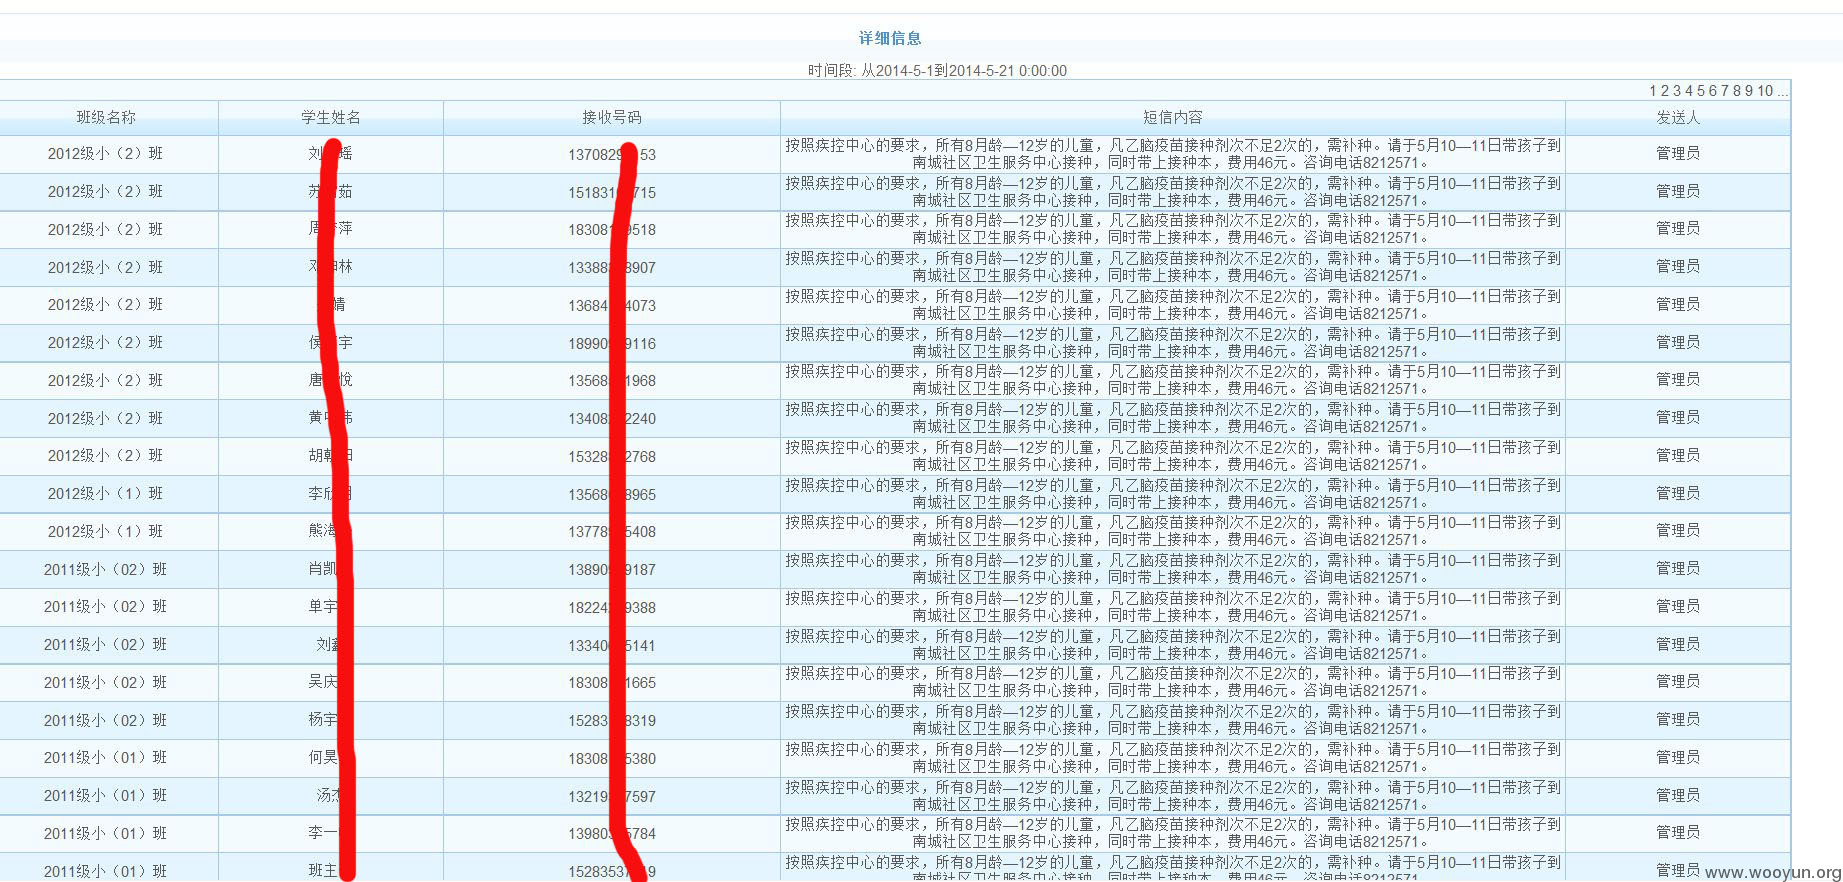 详细信息
时间段: 从2014-5-1到2014-5-21 0:00:00
1 2 3 4 5 6 7 8 9 10 ...
班级名称 学生姓名 接收号码 短信内容 发送人
2012级小（2）班 刘 瑶 1370829 53 按照疾控中心的要求，所有8月龄—12岁的儿童，凡乙脑疫苗接种剂次不足2次的，需补种。请于5月10—11日带孩子到 管理员
南城社区卫生服务中心接种，同时带上接种本，费用46元。咨询电话8212571。
2012级小（2）班 苏 茹 151831 715 按照疾控中心的要求，所有8月龄—12岁的儿童，凡乙脑疫苗接种剂次不足2次的，需补种。请于5月10—11日带孩子到 管理员
南城社区卫生服务中心接种，同时带上接种本，费用46元。咨询电话8212571。
2012级小（2）班 周 萍 18308 9518 按照疾控中心的要求，所有8月龄—12岁的儿童，凡乙脑疫苗接种剂次不足2次的，需补种。请于5月10—11日带孩子到 管理员
南城社区卫生服务中心接种，同时带上接种本，费用46元。咨询电话8212571。
2012级小（2）班 林 13388 8907 按照疾控中心的要求，所有8月龄—12岁的儿童，凡乙脑疫苗接种剂次不足2次的，需补种。请于5月10—11日带孩子到 管理员
南城社区卫生服务中心接种，同时带上接种本，费用46元。咨询电话8212571。
2012级小（2）班 婧 13684 4073 按照疾控中心的要求，所有8月龄—12岁的儿童，凡乙脑疫苗接种剂次不足2次的，需补种。请于5月10—11日带孩子到 管理员
南城社区卫生服务中心接种，同时带上接种本，费用46元。咨询电话8212571。
2012级小（2）班 侯 宇 18990 9116 按照疾控中心的要求，所有8月龄—12岁的儿童，凡乙脑疫苗接种剂次不足2次的，需补种。请于5月10—11日带孩子到 管理员
南城社区卫生服务中心接种，同时带上接种本，费用46元。咨询电话8212571。
2012级小（2）班 唐 悦 13568 1968 按照疾控中心的要求，所有8月龄—12岁的儿童，凡乙脑疫苗接种剂次不足2次的，需补种。请于5月10—11日带孩子到 管理员
南城社区卫生服务中心接种，同时带上接种本，费用46元。咨询电话8212571。
2012级小（2）班 黄 13408 2240 按照疾控中心的要求，所有8月龄—12岁的儿童，凡乙脑疫苗接种剂次不足2次的，需补种。请于5月10—11日带孩子到 管理员
南城社区卫生服务中心接种，同时带上接种本，费用46元。咨询电话8212571。
2012级小（2）班 胡 15328 2768 按照疾控中心的要求，所有8月龄—12岁的儿童，凡乙脑疫苗接种剂次不足2次的，需补种。请于5月10—11日带孩子到 管理员
南城社区卫生服务中心接种，同时带上接种本，费用46元。咨询电话8212571。
2012级小（1）班 李 13568 8965 按照疾控中心的要求，所有8月龄—12岁的儿童，凡乙脑疫苗接种剂次不足2次的，需补种。请于5月10—11日带孩子到 管理员
南城社区卫生服务中心接种，同时带上接种本，费用46元。咨询电话8212571。
2012级小（1）班 熊海 13778 5408 按照疾控中心的要求，所有8月龄—12岁的儿童，凡乙脑疫苗接种剂次不足2次的，需补种。请于5月10—11日带孩子到 管理员
南城社区卫生服务中心接种，同时带上接种本，费用46元。咨询电话8212571。
2011级小（02）班 肖凯 13890 9187 按照疾控中心的要求，所有8月龄—12岁的儿童，凡乙脑疫苗接种剂次不足2次的，需补种。请于5月10—11日带孩子到 管理员
南城社区卫生服务中心接种，同时带上接种本，费用46元。咨询电话8212571。
2011级小（02）班 单宇 18224 9388 按照疾控中心的要求，所有8月龄—12岁的儿童，凡乙脑疫苗接种剂次不足2次的，需补种。请于5月10—11日带孩子到 管理员
南城社区卫生服务中心接种，同时带上接种本，费用46元。咨询电话8212571。
2011级小（02）班 刘 13340 5141 按照疾控中心的要求，所有8月龄—12岁的儿童，凡乙脑疫苗接种剂次不足2次的，需补种。请于5月10—11日带孩子到 管理员
南城社区卫生服务中心接种，同时带上接种本，费用46元。咨询电话8212571。
2011级小（02）班 吴庆 18308 1665 按照疾控中心的要求，所有8月龄—12岁的儿童，凡乙脑疫苗接种剂次不足2次的，需补种。请于5月10—11日带孩子到 管理员
南城社区卫生服务中心接种，同时带上接种本，费用46元。咨询电话8212571。
2011级小（02）班 杨宇 15283 8319 按照疾控中心的要求，所有8月龄—12岁的儿童，凡乙脑疫苗接种剂次不足2次的，需补种。请于5月10—11日带孩子到 管理员
南城社区卫生服务中心接种，同时带上接种本，费用46元。咨询电话8212571。
2011级小（01）班 何昊 18308 5380 按照疾控中心的要求，所有8月龄—12岁的儿童，凡乙脑疫苗接种剂次不足2次的，需补种。请于5月10—11日带孩子到 管理员
南城社区卫生服务中心接种，同时带上接种本，费用46元。咨询电话8212571。
2011级小（01）班 汤 13219 7597 按照疾控中心的要求，所有8月龄—12岁的儿童，凡乙脑疫苗接种剂次不足2次的，需补种。请于5月10—11日带孩子到 管理员
南城社区卫生服务中心接种，同时带上接种本，费用46元。咨询电话8212571。
2011级小（01）班 李一 13980 5784 按照疾控中心的要求，所有8月龄—12岁的儿童，凡乙脑疫苗接种剂次不足2次的，需补种。请于5月10—11日带孩子到 管理员
南城社区卫生服务中心接种，同时带上接种本，费用46元。咨询电话8212571。
2011级小（01）班 班主 1528353 9 按照疾控中心的要求，所有8月龄—12岁的儿童，凡乙脑疫苗接种剂次不足2次的，需补种。请于5月10—11日带孩子到 管理员
南城社区卫生服务中心接种，同时带上接种本，费用46元。咨询电话8212571。
www.wooyun.org